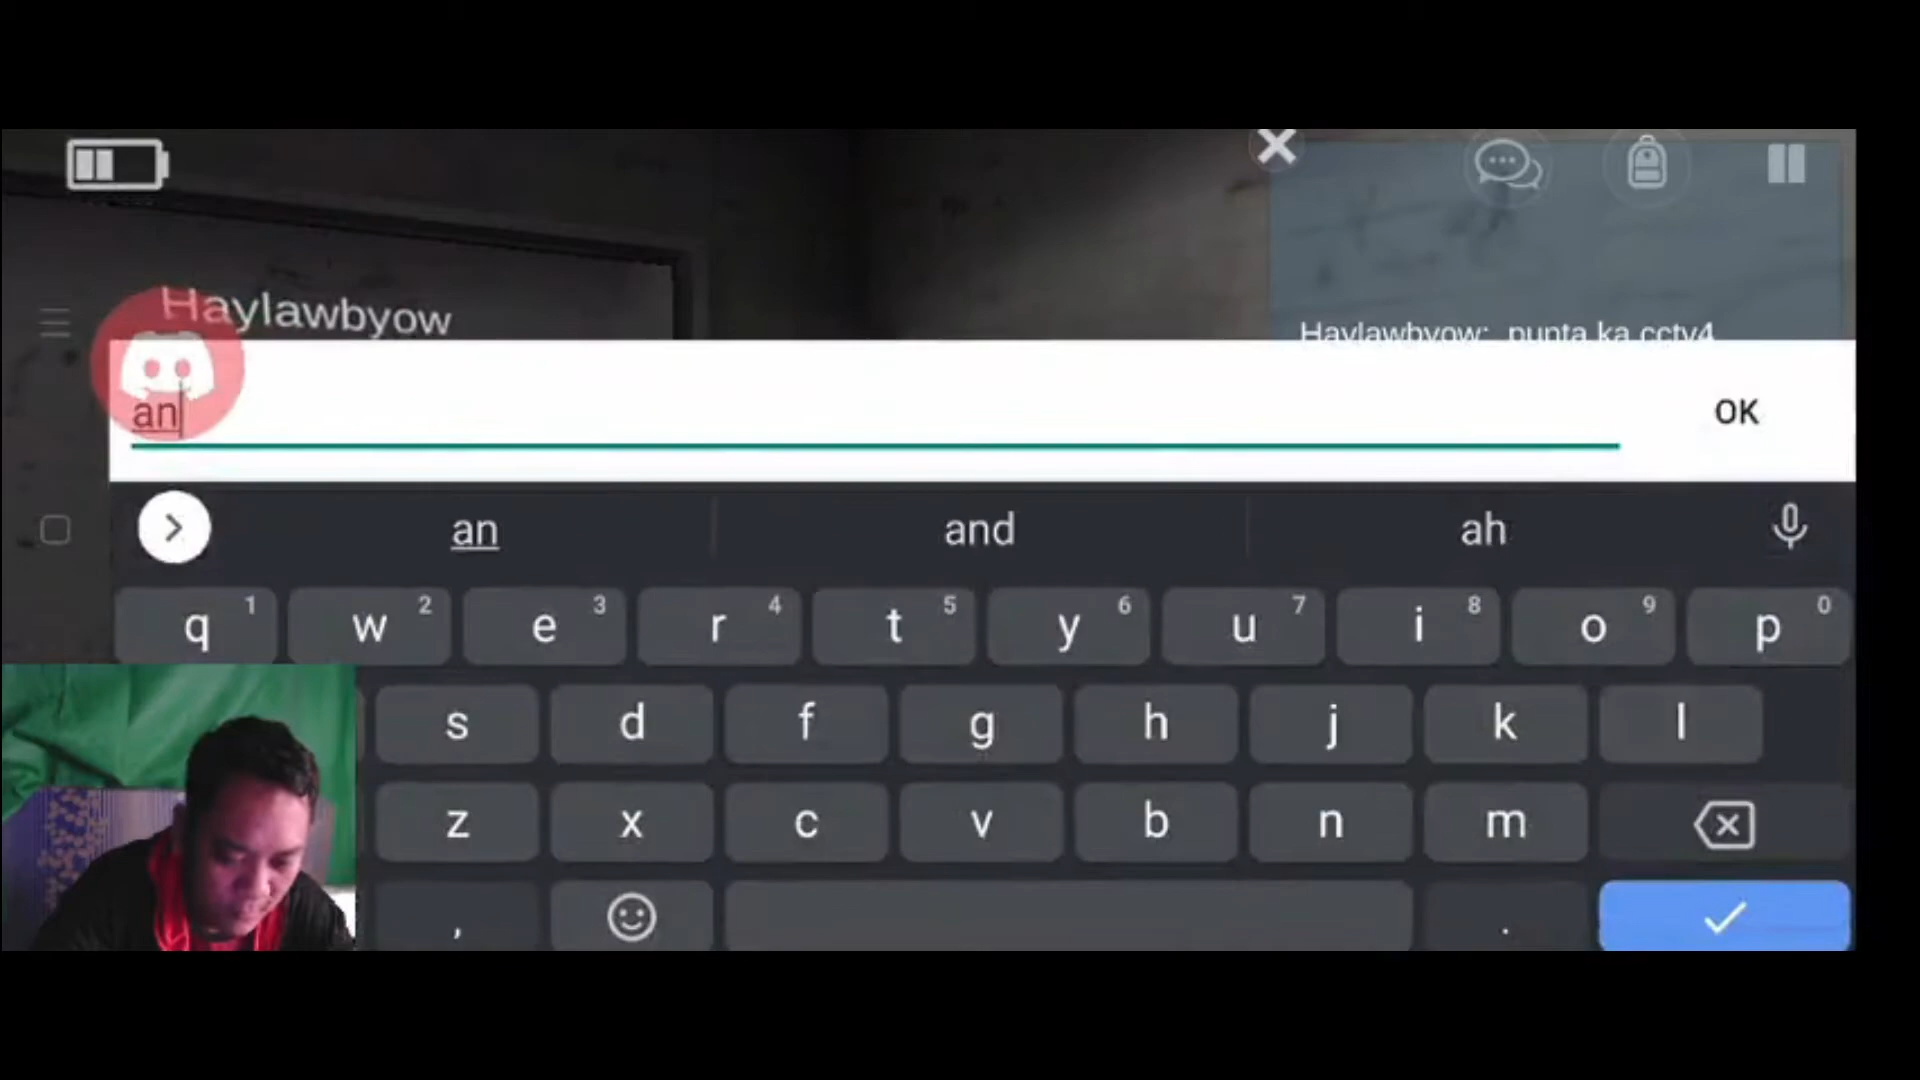 Haylawbyow
Haylawbyow: punta ka cctv4
an
OK
an and ah
q 1 w 2 e 3 r 4 t 5 y 6 u 7 i 8 o 9 p 0
s d f g h j k l
z x c v b n m
, .